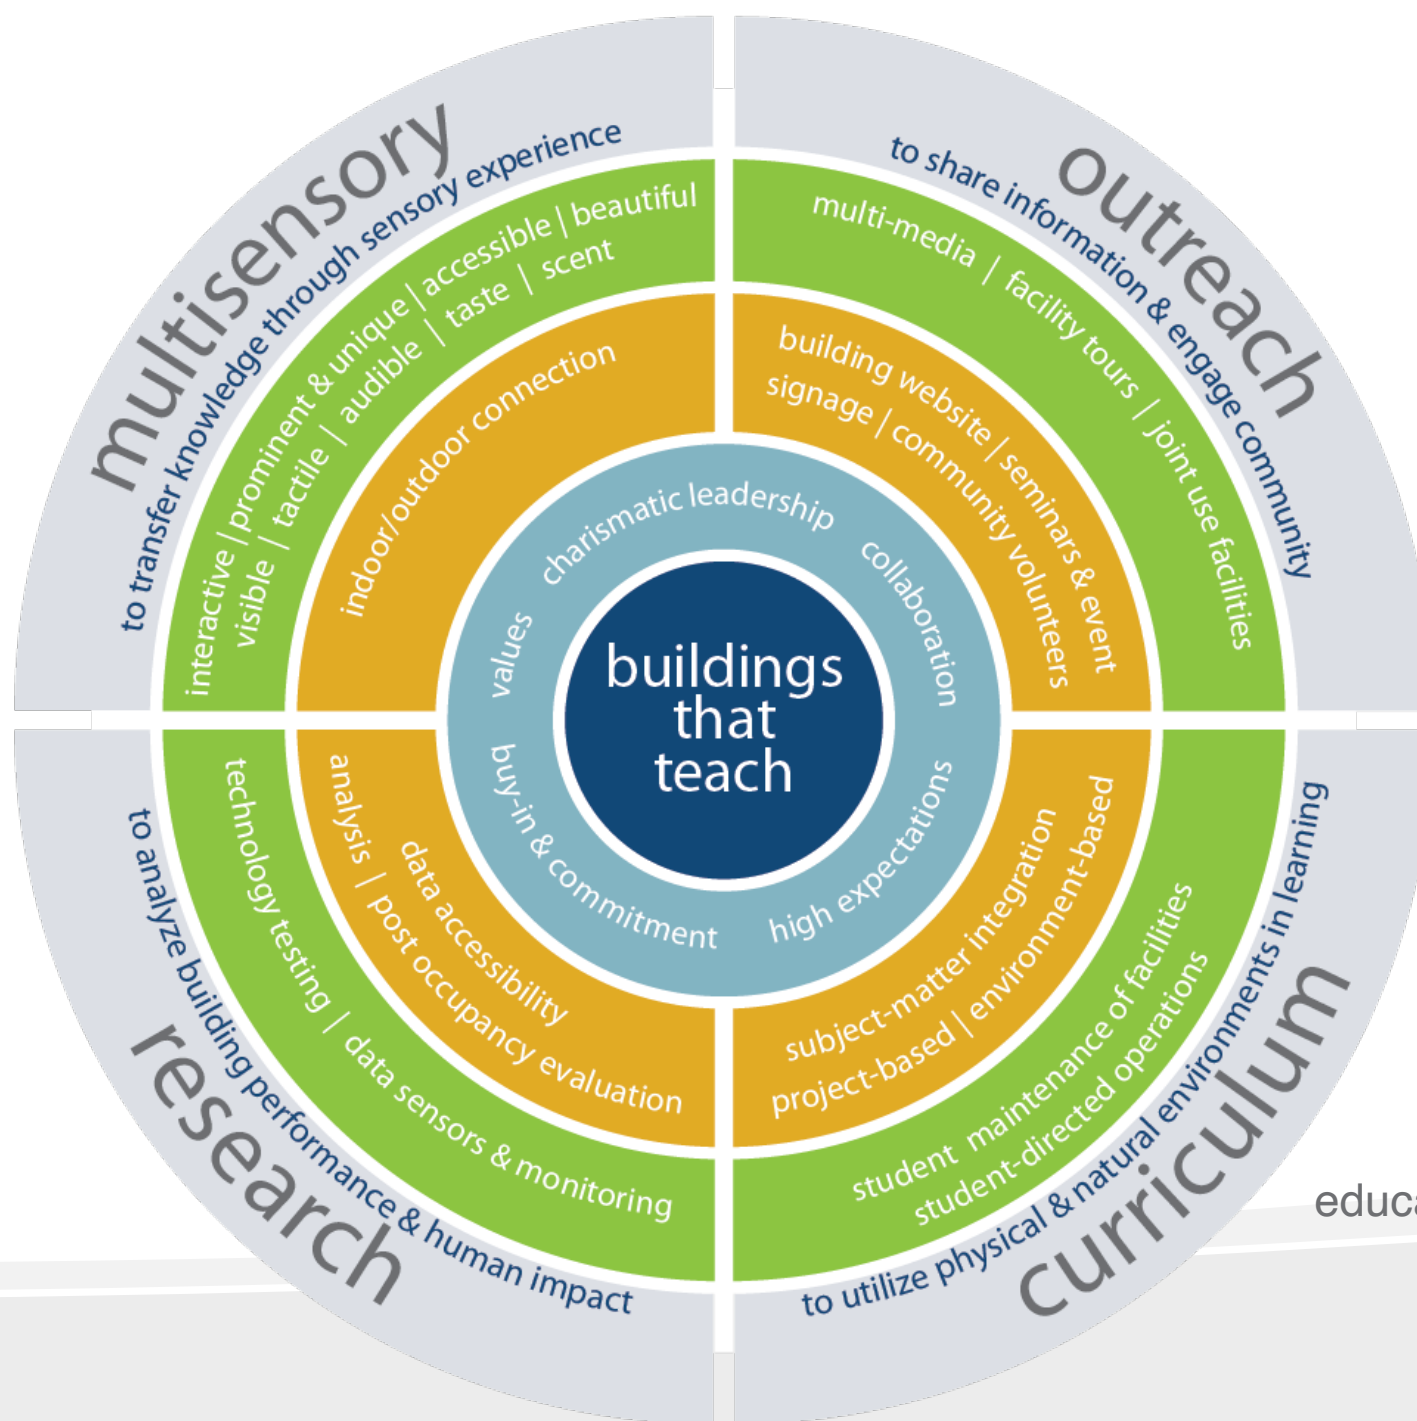 multisensory
to transfer knowledge through sensory experience
interactive | prominent & unique | accessible | beautiful
visible | tactile | audible | taste | scent
indoor/outdoor connection
outreach
to share information & engage community
multi-media | facility tours | joint use facilities
building website | seminars & event
signage | community volunteers
values
charismatic leadership
collaboration
buildings
that
teach
buy-in & commitment
high expectations
data accessibility
analysis | post occupancy evaluation
technology testing | data sensors & monitoring
to analyze building performance & human impact
research
subject-matter integration
project-based | environment-based
student maintenance of facilities
student-directed operations
to utilize physical & natural environments in learning
curriculum
educa